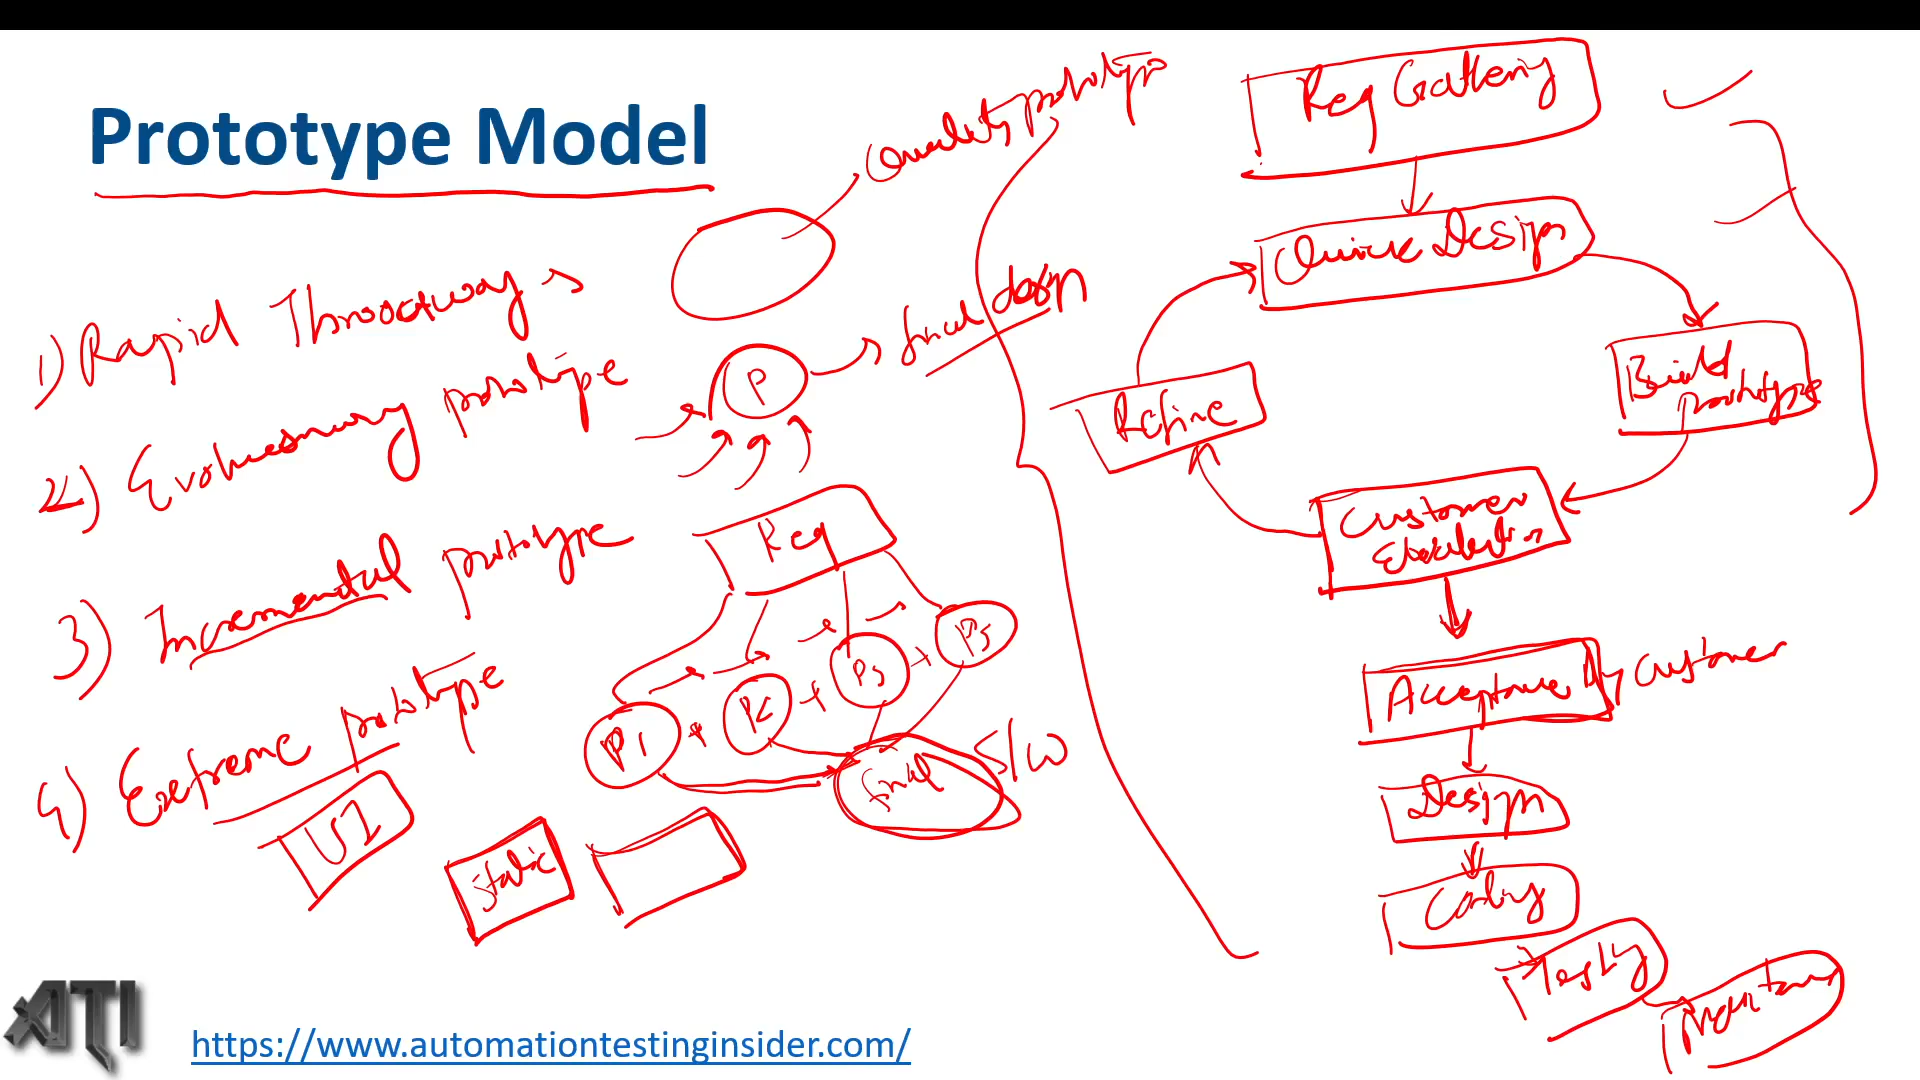 Prototype Model
1) Rapid Throwaway
2) Evolutionary prototype
3) Incremental prototype
4) Extreme prototype
Quality prototype
P
final design
Req
P1 + P2 + P3 + P5
final
S/W
UI
Static
Req Gathering
Quick Design
Build
prototype
Customer
Evaluation
Refine
Acceptance by customer
Design
Coding
Testing
ATI
https://www.automationtestinginsider.com/